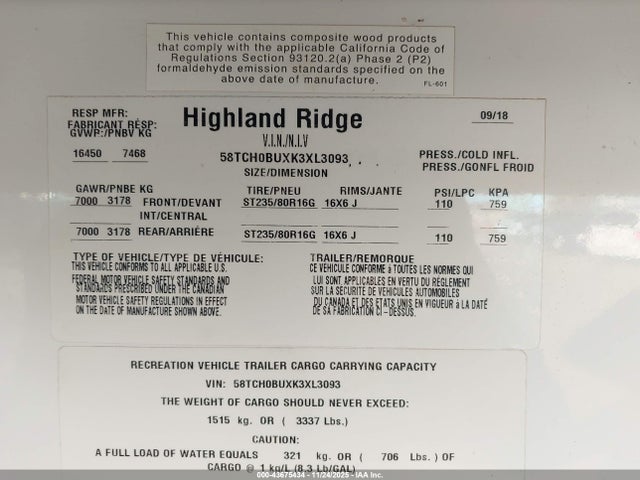 This vehicle contains composite wood products
that comply with the applicable California Code of
Regulations Section 93120.2(a) Phase 2 (P2)
formaldehyde emission standards specified on the
above date of manufacture.
FL-601
RESP MFR: Highland Ridge 09/18
FABRICANT RESP:
GVWR:/PNBV KG V.I.N./N.I.V
16450 7468 58TCH0BUXK3XL3093 PRESS./COLD INFL.
SIZE/DIMENSION PRESS./GONFL FROID
GAWR/PNBE KG TIRE/PNEU RIMS/JANTE PSI/LPC KPA
7000 3178 FRONT/DEVANT ST235/80R16G 16X6 J 110 759
INT/CENTRAL
7000 3178 REAR/ARRIÈRE ST235/80R16G 16X6 J 110 759
TYPE OF VEHICLE/TYPE DE VÉHICULE: TRAILER/REMORQUE
THIS VEHICLE CONFORMS TO ALL APPLICABLE U.S. CE VÉHICULE CONFORME à TOUTES LES NORMES QUI
FEDERAL MOTOR VEHICLE SAFETY STANDARDS AND LUI SONT APPLICABLES EN VERTU DU REGLEMENT
STANDARDS PRESCRIBED UNDER THE CANADIAN SUR LA SECURITE DE VEHICULES AUTOMOBILES
MOTOR VEHICLE SAFETY REGULATIONS IN EFFECT DU CANADA ET DES ETATS UNIS EN VIGUEUR à LA DATÉ
ON THE DATE OF MANUFACTURE SHOWN ABOVE. DE SA FABRICATION CI-DESSUS.
RECREATION VEHICLE TRAILER CARGO CARRYING CAPACITY
VIN: 58TCH0BUXK3XL3093
THE WEIGHT OF CARGO SHOULD NEVER EXCEED:
1515 kg. OR ( 3337 Lbs.)
CAUTION:
A FULL LOAD OF WATER EQUALS 321 kg. OR ( 706 Lbs. ) OF
CARGO @ 1 kg/L (8.3 Lb/GAL)
00-43675434 - 11/24/2025 - IAA Inc.